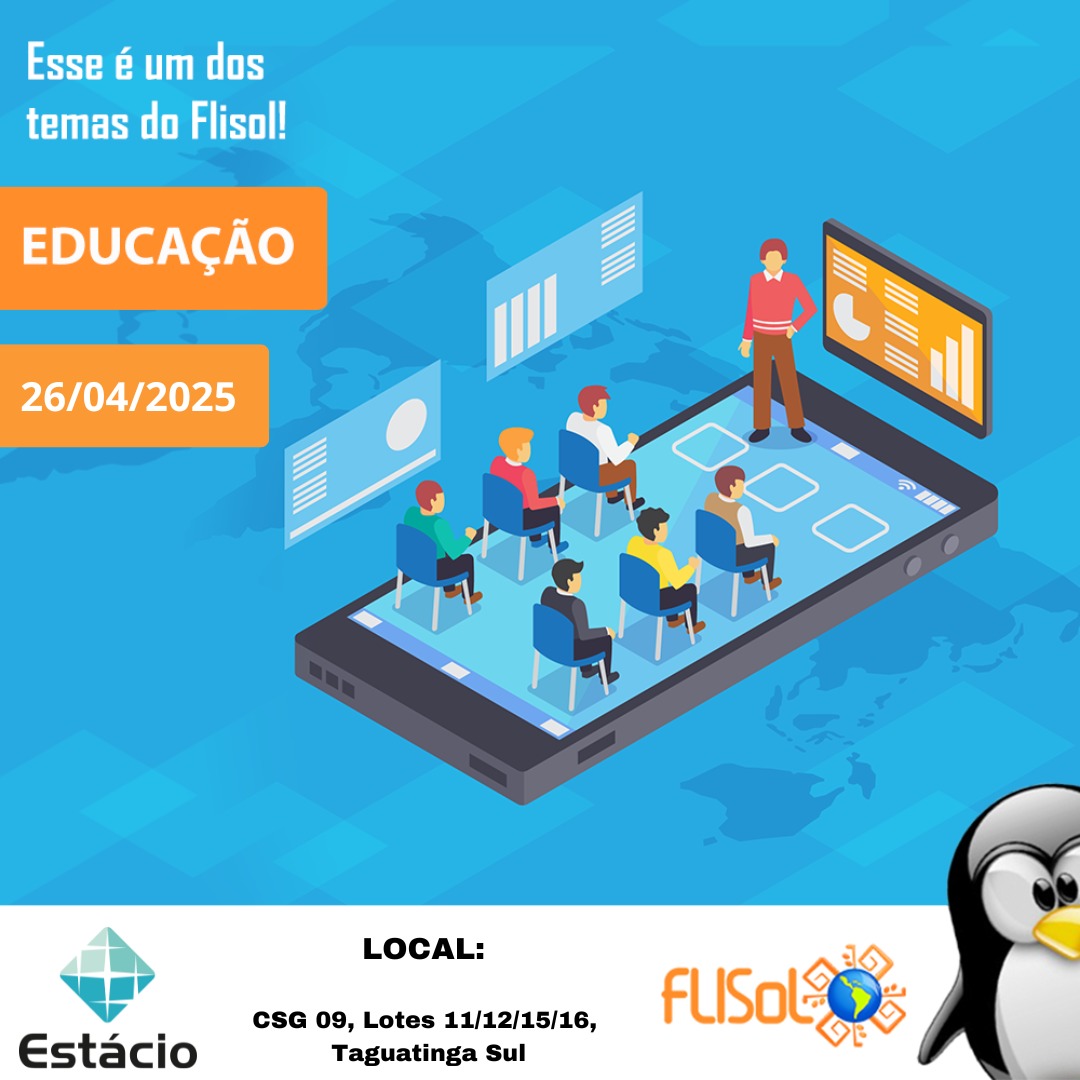 Esse é um dos
temas do Flisol!
EDUCAÇÃO
26/04/2025
Estácio
LOCAL:
CSG 09, Lotes 11/12/15/16,
Taguatinga Sul
FLISol